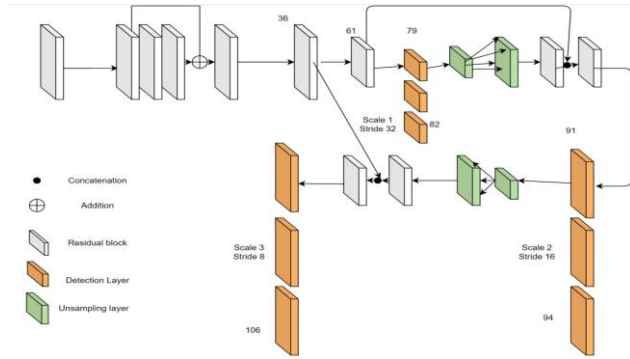 36
61
79
Scale 1
Stride 32
82
91
Concatenation
Addition
Residual block
Detection Layer
Unsampling layer
Scale 3
Stride 8
Scale 2
Stride 16
106
94